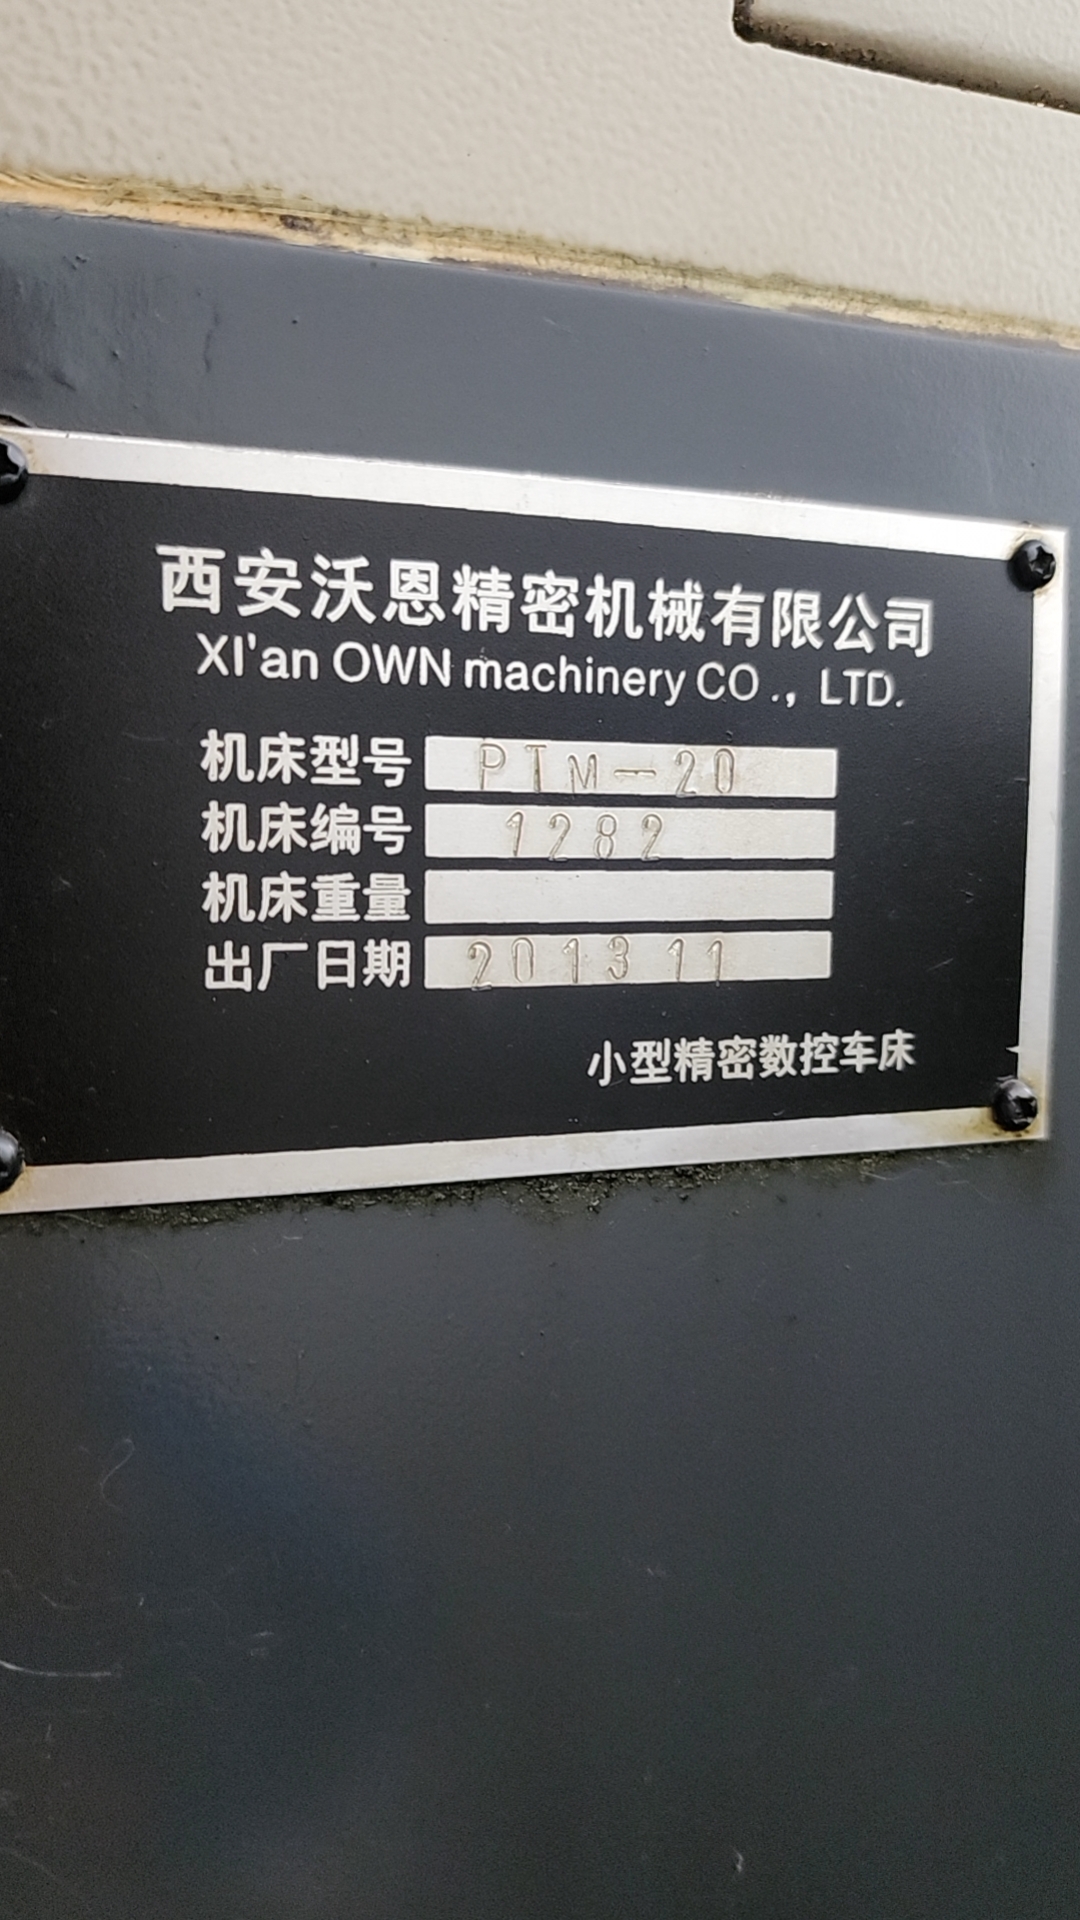 西安沃恩精密机械有限公司
XI'an OWN machinery CO ., LTD.
机床型号 PTM-20
机床编号 1282
机床重量
出厂日期 2013 11
小型精密数控车床